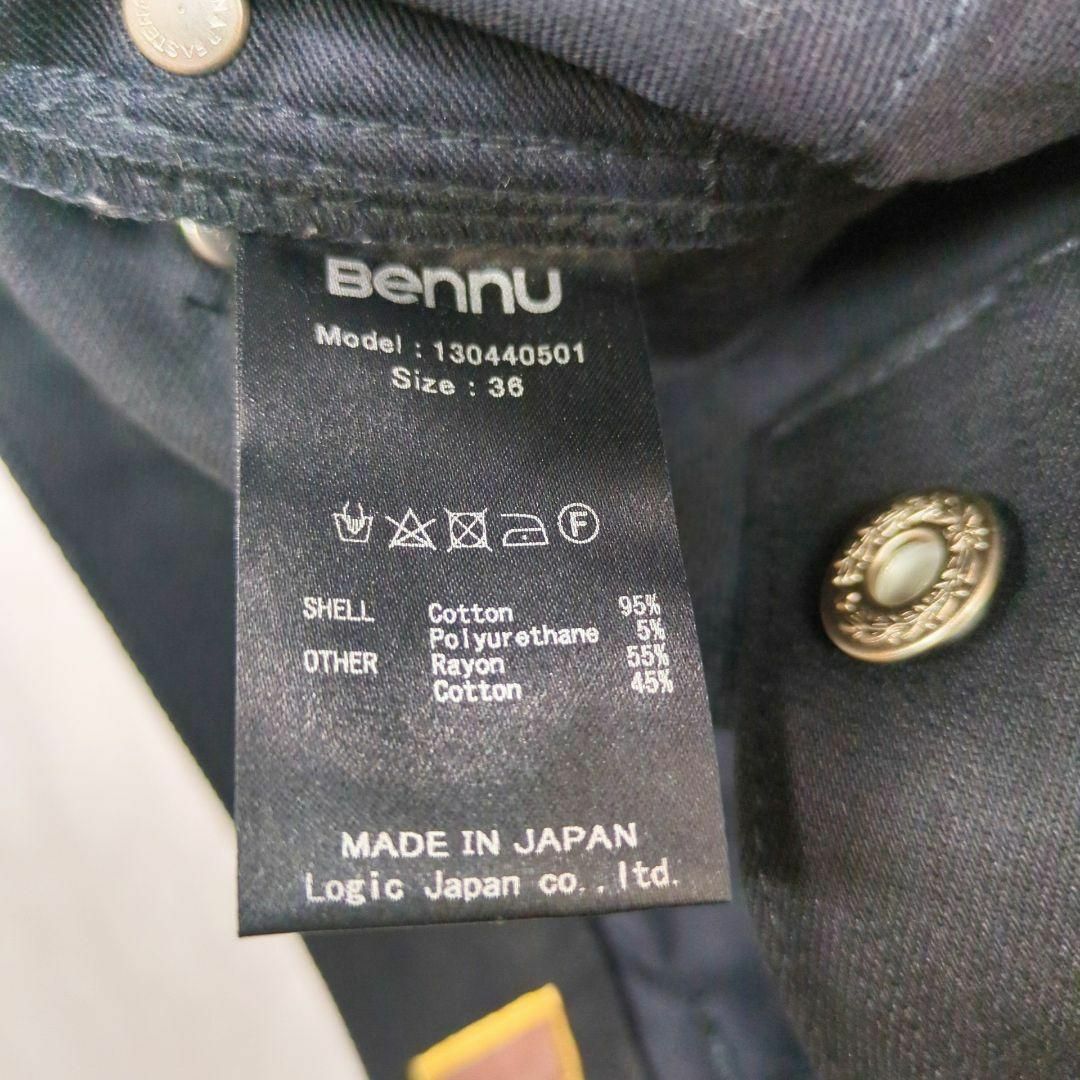 Bennu
Model : 130440501
Size : 36
F
SHELL Cotton 95%
Polyurethane 5%
OTHER Rayon 55%
Cotton 45%
MADE IN JAPAN
Logic Japan co.,ltd.